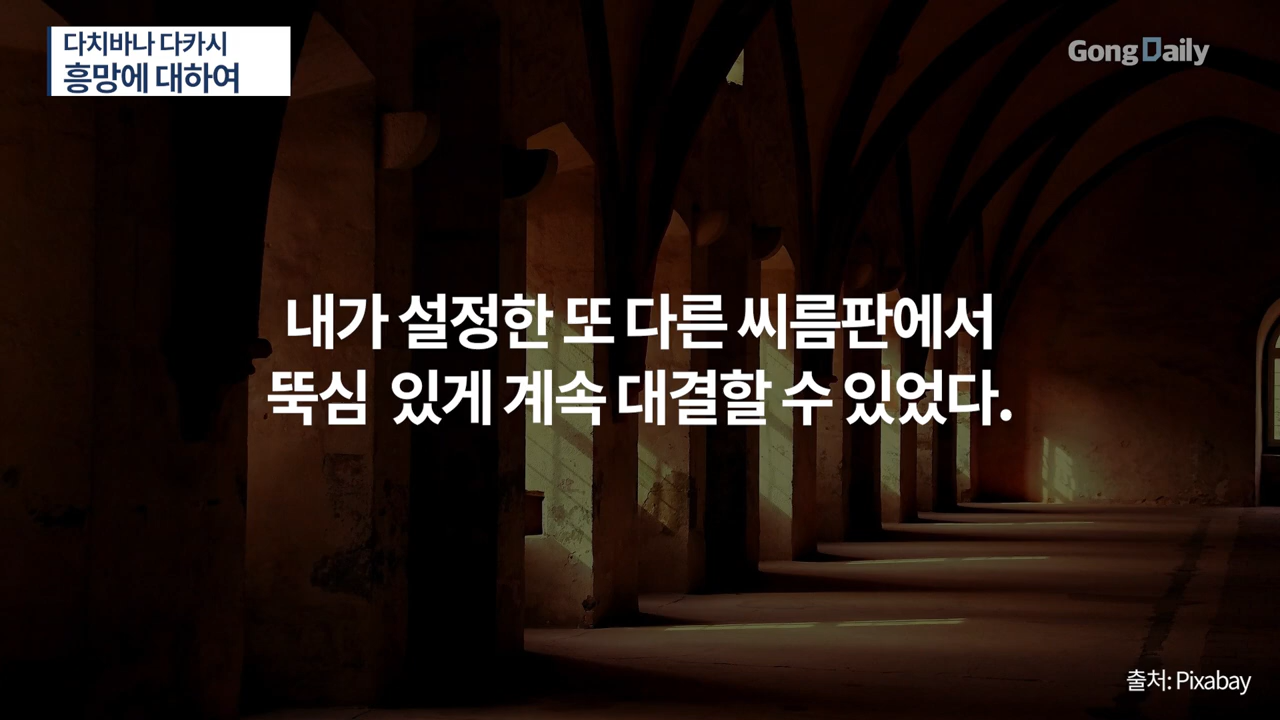 다치바나 다카시
흥망에 대하여
Gong Daily
내가 설정한 또 다른 씨름판에서
뚝심 있게 계속 대결할 수 있었다.
출처: Pixabay